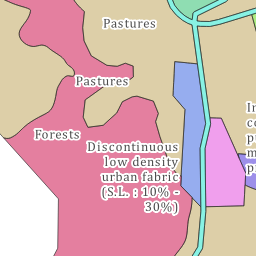 Pastures
Pastures
Forests
Discontinuous
low density
urban fabric
(S.L. : 10% -
30%)